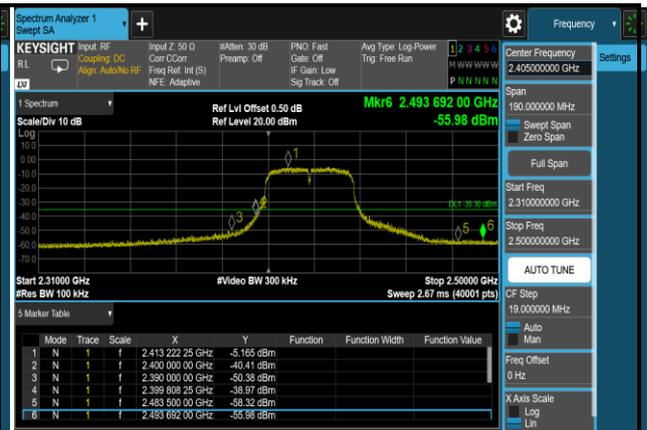 Spectrum Analyzer 1
Swept SA
Frequency
KEYSIGHT
RL
LXI
Input: RF
Coupling: DC
Align: Auto/No RF
Input Z: 50 Ω
Corr CCorr
Freq Ref: Int (S)
NFE: Adaptive
#Atten: 30 dB
Preamp: Off
PNO: Fast
Gate: Off
IF Gain: Low
Sig Track: Off
Avg Type: Log-Power
Trig: Free Run
1 2 3 4 5 6
M W W W W W
P N N N N N
Center Frequency
2.405000000 GHz
Settings
Span
190.000000 MHz
Swept Span
Zero Span
Full Span
Start Freq
2.310000000 GHz
Stop Freq
2.500000000 GHz
AUTO TUNE
CF Step
19.000000 MHz
Auto
Man
Freq Offset
0 Hz
X Axis Scale
Log
Lin
1 Spectrum
Scale/Div 10 dB
Ref Lvl Offset 0.50 dB
Ref Level 20.00 dBm
Mkr6 2.493 692 00 GHz
-55.98 dBm
Log
10.0
0.00
-10.0
-20.0
-30.0
-40.0
-50.0
-60.0
-70.0
1
2
3
5
6
Start 2.31000 GHz
#Res BW 100 kHz
#Video BW 300 kHz
Stop 2.50000 GHz
Sweep 2.67 ms (40001 pts)
5 Marker Table
Mode Trace Scale X Y Function Function Width Function Value
1 N 1 f 2.413 222 25 GHz -5.165 dBm
2 N 1 f 2.400 000 00 GHz -40.41 dBm
3 N 1 f 2.390 000 00 GHz -50.38 dBm
4 N 1 f 2.399 808 25 GHz -38.97 dBm
5 N 1 f 2.483 500 00 GHz -58.32 dBm
6 N 1 f 2.493 692 00 GHz -55.98 dBm